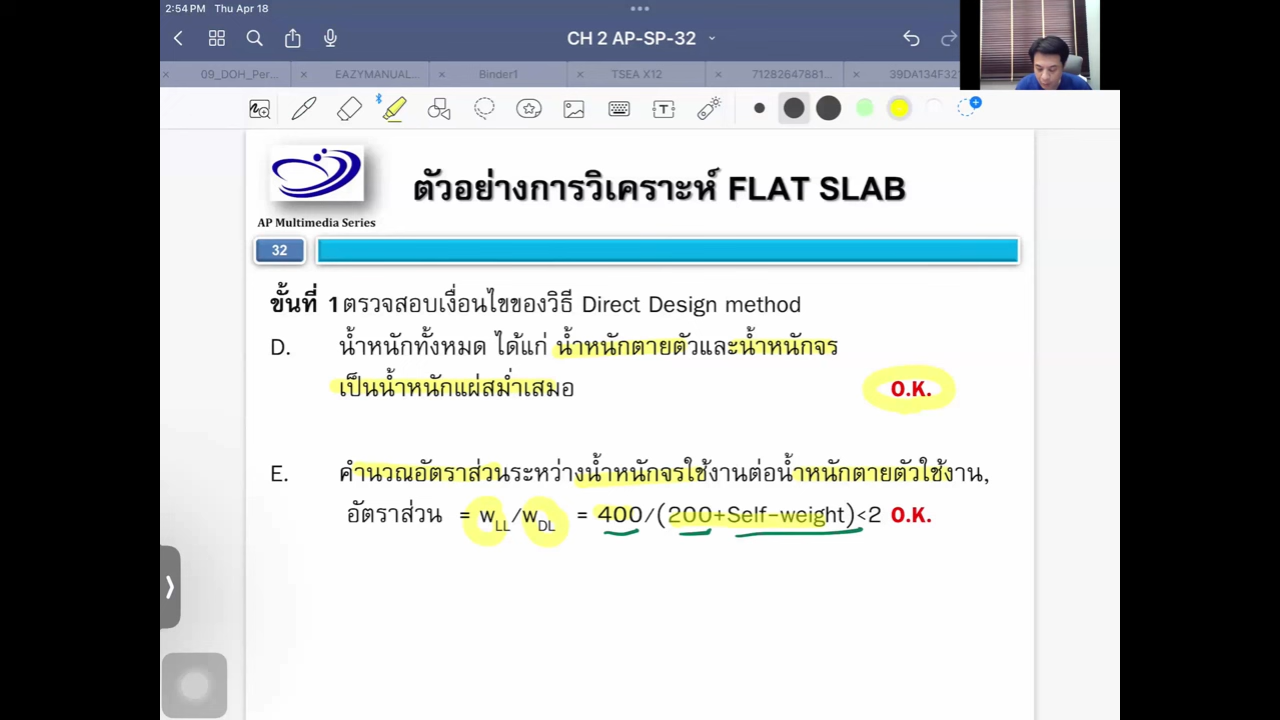 2:54 PM Thu Apr 18
CH 2 AP-SP-32
09_DOH_Per... EAZYMANUAL... Binder1 TSEA X12 71282647881... 39DA134F321
T
ตัวอย่างการวิเคราะห์ FLAT SLAB
AP Multimedia Series
32
ขั้นที่ 1 ตรวจสอบเงื่อนไขของวิธี Direct Design method
D. น้ำหนักทั้งหมด ได้แก่ น้ำหนักตายตัวและน้ำหนักจร
เป็นน้ำหนักแผ่สม่ำเสมอ O.K.
E. คำนวณอัตราส่วนระหว่างน้ำหนักจรใช้งานต่อน้ำหนักตายตัวใช้งาน,
อัตราส่วน = wLL/wDL = 400/(200+Self-weight)<2 O.K.